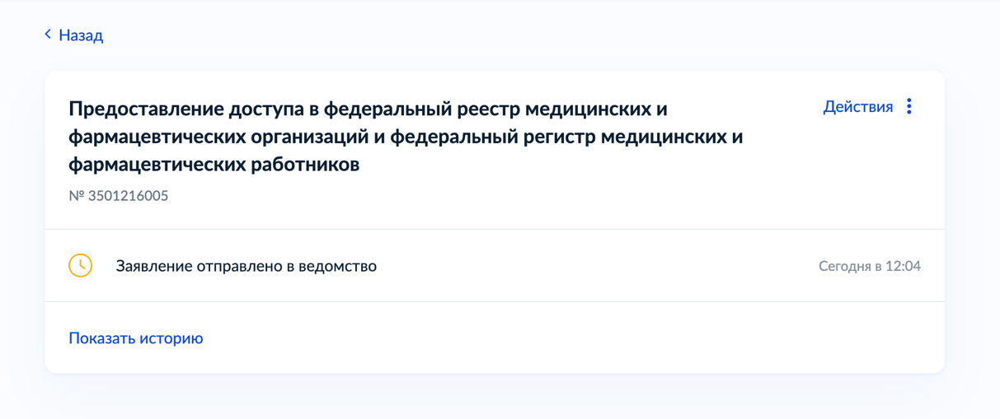 Назад
Предоставление доступа в федеральный реестр медицинских и
фармацевтических организаций и федеральный регистр медицинских и
фармацевтических работников
Действия
№ 3501216005
Заявление отправлено в ведомство
Сегодня в 12:04
Показать историю